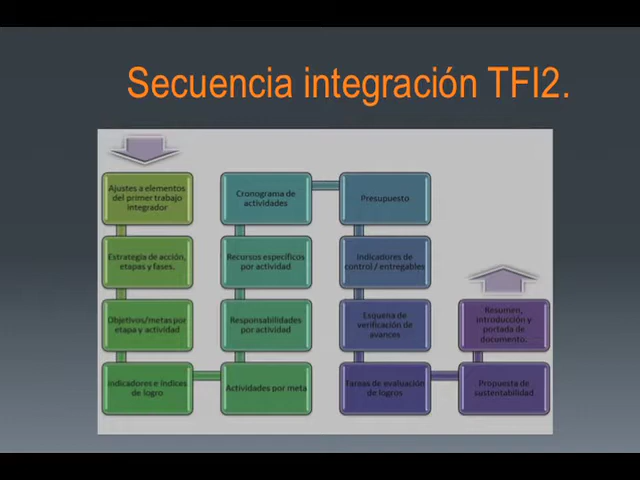 Secuencia integración TFI2.
Ajustes a elementos
del primer trabajo
integrador
Estrategia de acción,
etapas y fases.
Objetivos/metas por
etapa y actividad
Indicadores e índices
de logro
Actividades por meta
Responsabilidades
por actividad
Recursos específicos
por actividad
Cronograma de
actividades
Presupuesto
Indicadores de
control / entregables
Esquena de
verificación de
avances
Tareas de evaluación
de logros
Propuesta de
sustentabilidad
Resumen,
introducción y
portada de
documento.